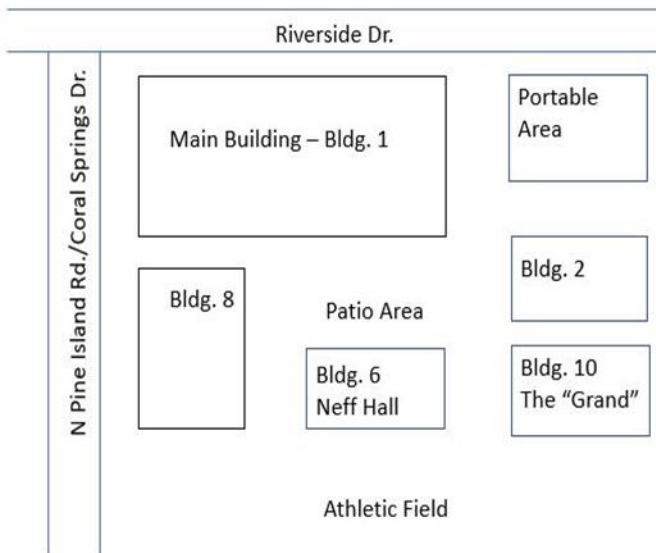 Riverside Dr.
N Pine Island Rd./Coral Springs Dr.
Main Building – Bldg. 1
Portable
Area
Bldg. 8
Patio Area
Bldg. 2
Bldg. 6
Neff Hall
Bldg. 10
The “Grand”
Athletic Field